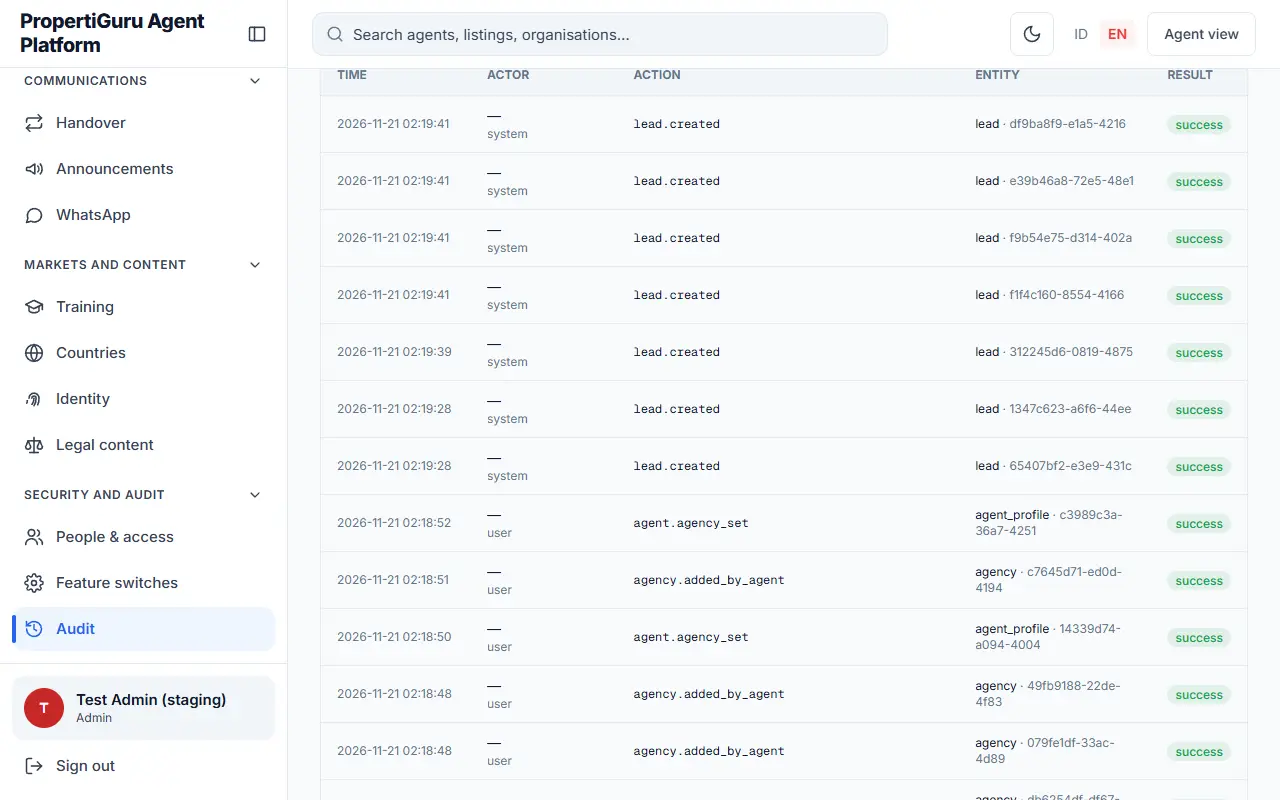 PropertiGuru Agent
Platform
Search agents, listings, organisations...
ID
EN
Agent view
COMMUNICATIONS
Handover
Announcements
WhatsApp
MARKETS AND CONTENT
Training
Countries
Identity
Legal content
SECURITY AND AUDIT
People & access
Feature switches
Audit
T
Test Admin (staging)
Admin
Sign out
TIME ACTOR ACTION ENTITY RESULT
2026-11-21 02:19:41 — lead.created lead · df9ba8f9-e1a5-4216 success
system
2026-11-21 02:19:41 — lead.created lead · e39b46a8-72e5-48e1 success
system
2026-11-21 02:19:41 — lead.created lead · f9b54e75-d314-402a success
system
2026-11-21 02:19:41 — lead.created lead · f1f4c160-8554-4166 success
system
2026-11-21 02:19:39 — lead.created lead · 312245d6-0819-4875 success
system
2026-11-21 02:19:28 — lead.created lead · 1347c623-a6f6-44ee success
system
2026-11-21 02:19:28 — lead.created lead · 65407bf2-e3e9-431c success
system
2026-11-21 02:18:52 — agent.agency_set agent_profile · c3989c3a- success
user 36a7-4251
2026-11-21 02:18:51 — agency.added_by_agent agency · c7645d71-ed0d- success
user 4194
2026-11-21 02:18:50 — agent.agency_set agent_profile · 14339d74- success
user a094-4004
2026-11-21 02:18:48 — agency.added_by_agent agency · 49fb9188-22de- success
user 4f83
2026-11-21 02:18:48 — agency.added_by_agent agency · 079fe1df-33ac- success
user 4d89
agency · db6254df-df67-